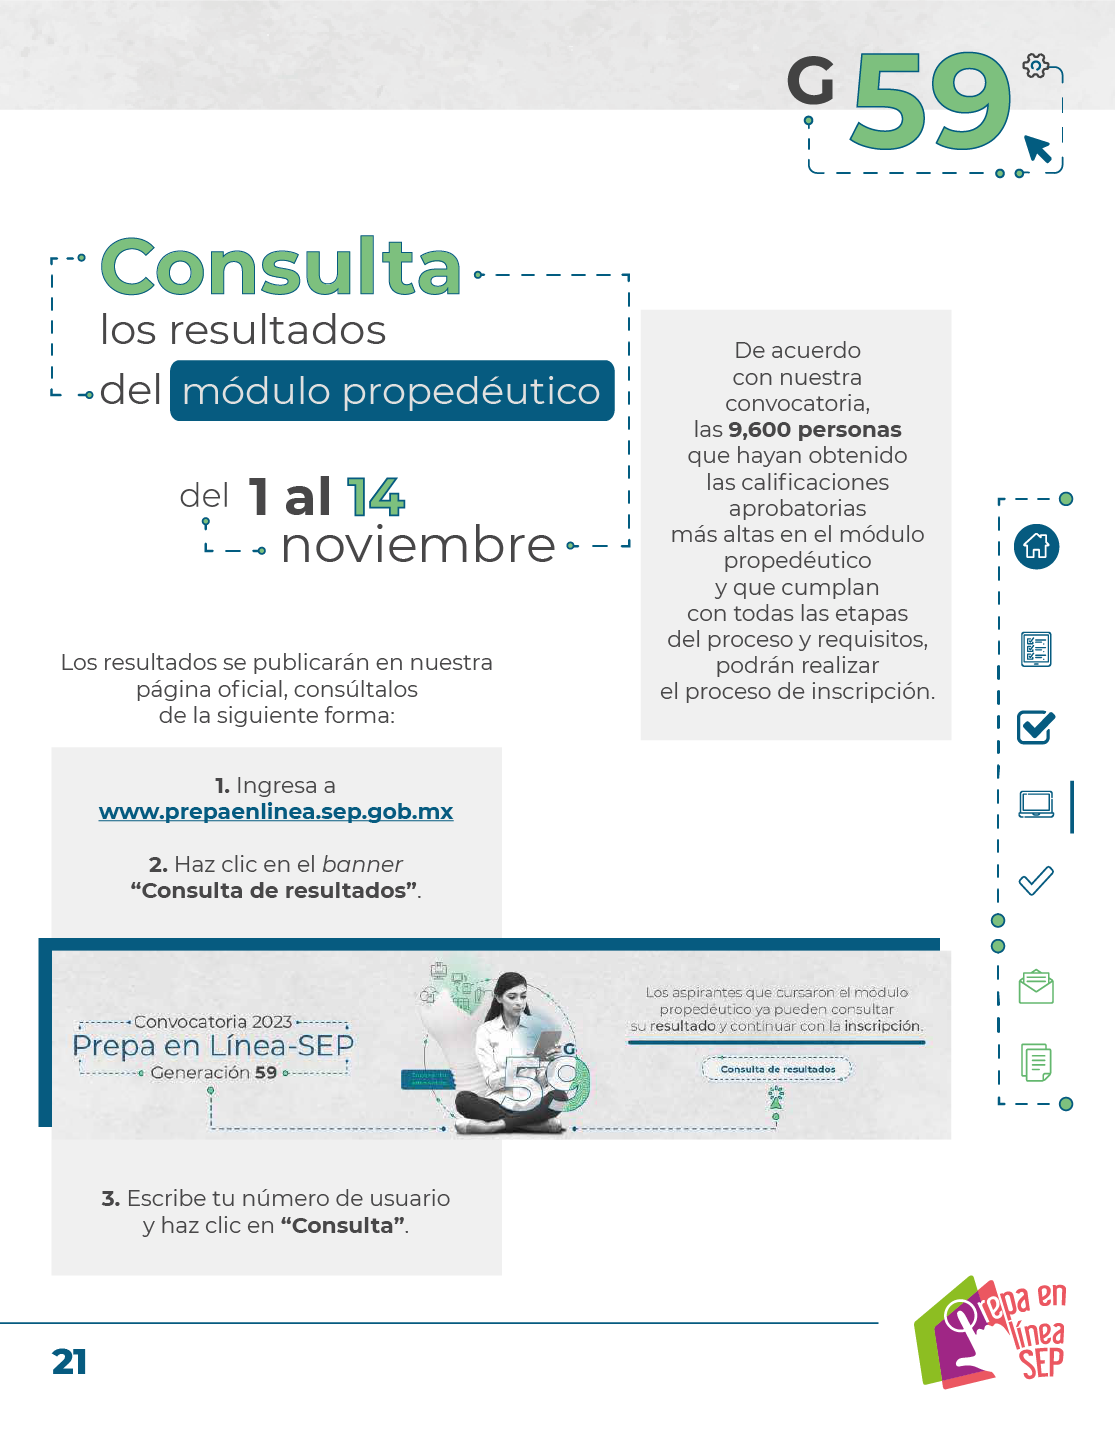 G 59
Consulta
los resultados
del módulo propedéutico
del 1 al 14
noviembre
De acuerdo
con nuestra
convocatoria,
las 9,600 personas
que hayan obtenido
las calificaciones
aprobatorias
más altas en el módulo
propedéutico
y que cumplan
con todas las etapas
del proceso y requisitos,
podrán realizar
el proceso de inscripción.
Los resultados se publicarán en nuestra
página oficial, consúltalos
de la siguiente forma:
1. Ingresa a
www.prepaenlinea.sep.gob.mx
2. Haz clic en el banner
“Consulta de resultados”.
Convocatoria 2023
Prepa en Línea-SEP
Generación 59
G
59
Los aspirantes que cursaron el módulo
propedéutico ya pueden consultar
su resultado y continuar con la inscripción.
Consulta de resultados
3. Escribe tu número de usuario
y haz clic en “Consulta”.
21
Prepa en
línea
SEP